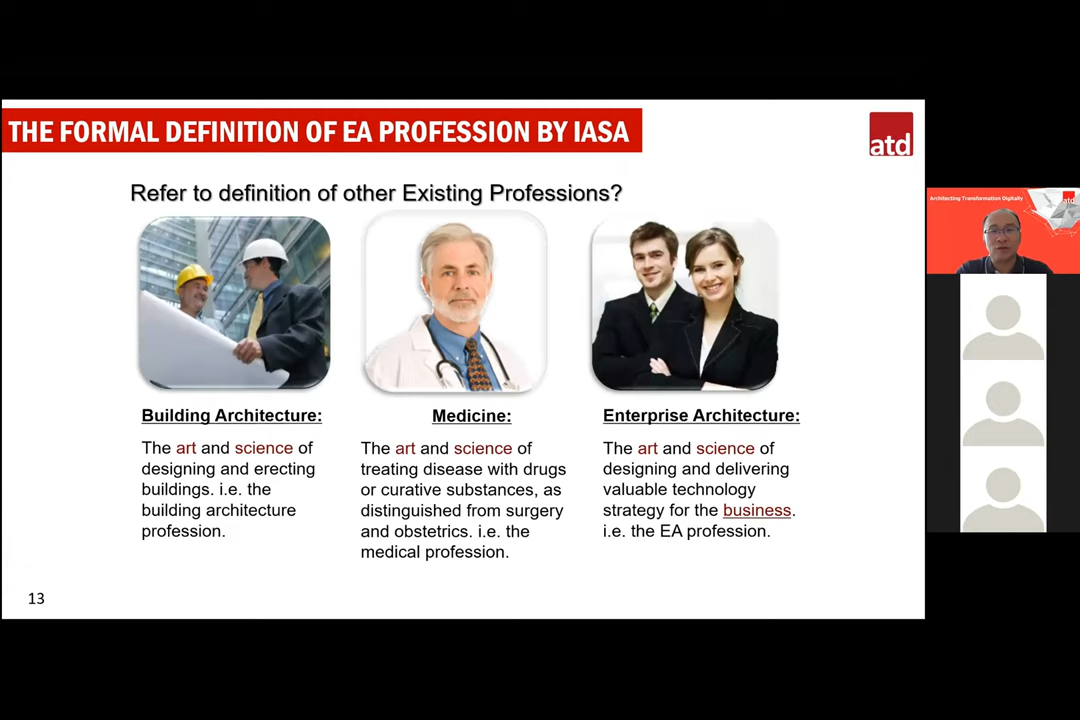 THE FORMAL DEFINITION OF EA PROFESSION BY IASA
atd
Refer to definition of other Existing Professions?
Architecting Transformation Digitally
atd
Building Architecture:
The art and science of
designing and erecting
buildings. i.e. the
building architecture
profession.
Medicine:
The art and science of
treating disease with drugs
or curative substances, as
distinguished from surgery
and obstetrics. i.e. the
medical profession.
Enterprise Architecture:
The art and science of
designing and delivering
valuable technology
strategy for the business.
i.e. the EA profession.
13